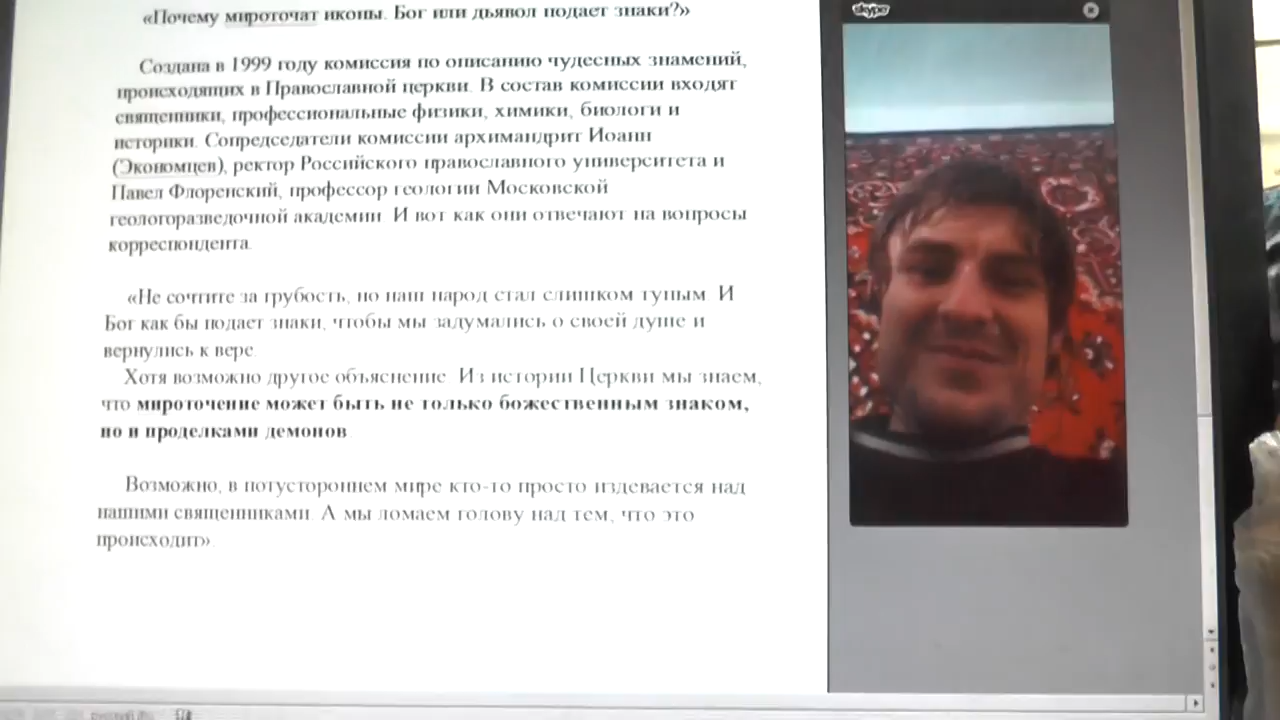 «Почему мироточат иконы. Бог или дьявол подает знаки?»
Создана в 1999 году комиссия по описанию чудесных знамений,
происходящих в Православной церкви. В состав комиссии входят
священники, профессиональные физики, химики, биологи и
историки. Сопредседатели комиссии архимандрит Иоанн
(Экономцев), ректор Российского православного университета и
Павел Флоренский, профессор геологии Московской
геологоразведочной академии. И вот как они отвечают на вопросы
корреспондента.
«Не сочтите за грубость, но наш народ стал слишком тупым. И
Бог как бы подает знаки, чтобы мы задумались о своей душе и
вернулись к вере.
Хотя возможно другое объяснение. Из истории Церкви мы знаем,
что мироточение может быть не только божественным знаком,
но и проделками демонов.
Возможно, в потустороннем мире кто-то просто издевается над
нашими священниками. А мы ломаем голову над тем, что это
происходит»
skype